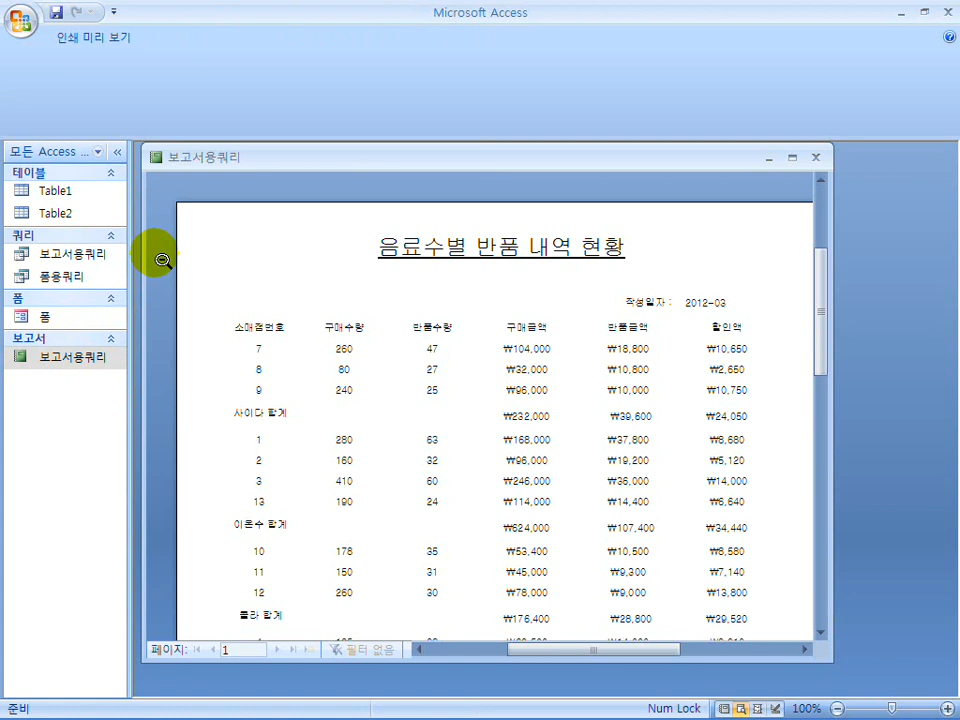 Microsoft Access
인쇄 미리 보기
모든 Access ...
테이블
Table1
Table2
쿼리
보고서용쿼리
폼용쿼리
폼
폼
보고서
보고서용쿼리
보고서용쿼리
음료수별 반품 내역 현황
작성일자 : 2012-03
소매점번호 구매수량 반품수량 구매금액 반품금액 할인액
7 260 47 ₩104,000 ₩18,800 ₩10,650
8 80 27 ₩32,000 ₩10,800 ₩2,650
9 240 25 ₩96,000 ₩10,000 ₩10,750
사이다 합계 ₩232,000 ₩39,600 ₩24,050
1 280 63 ₩168,000 ₩37,800 ₩8,680
2 160 32 ₩96,000 ₩19,200 ₩5,120
3 410 60 ₩246,000 ₩36,000 ₩14,000
13 190 24 ₩114,000 ₩14,400 ₩6,640
이온수 합계 ₩624,000 ₩107,400 ₩34,440
10 178 35 ₩53,400 ₩10,500 ₩8,580
11 150 31 ₩45,000 ₩9,300 ₩7,140
12 260 30 ₩78,000 ₩9,000 ₩13,800
콜라 합계 ₩176,400 ₩28,800 ₩29,520
페이지: 1 필터 없음
준비 Num Lock 100%